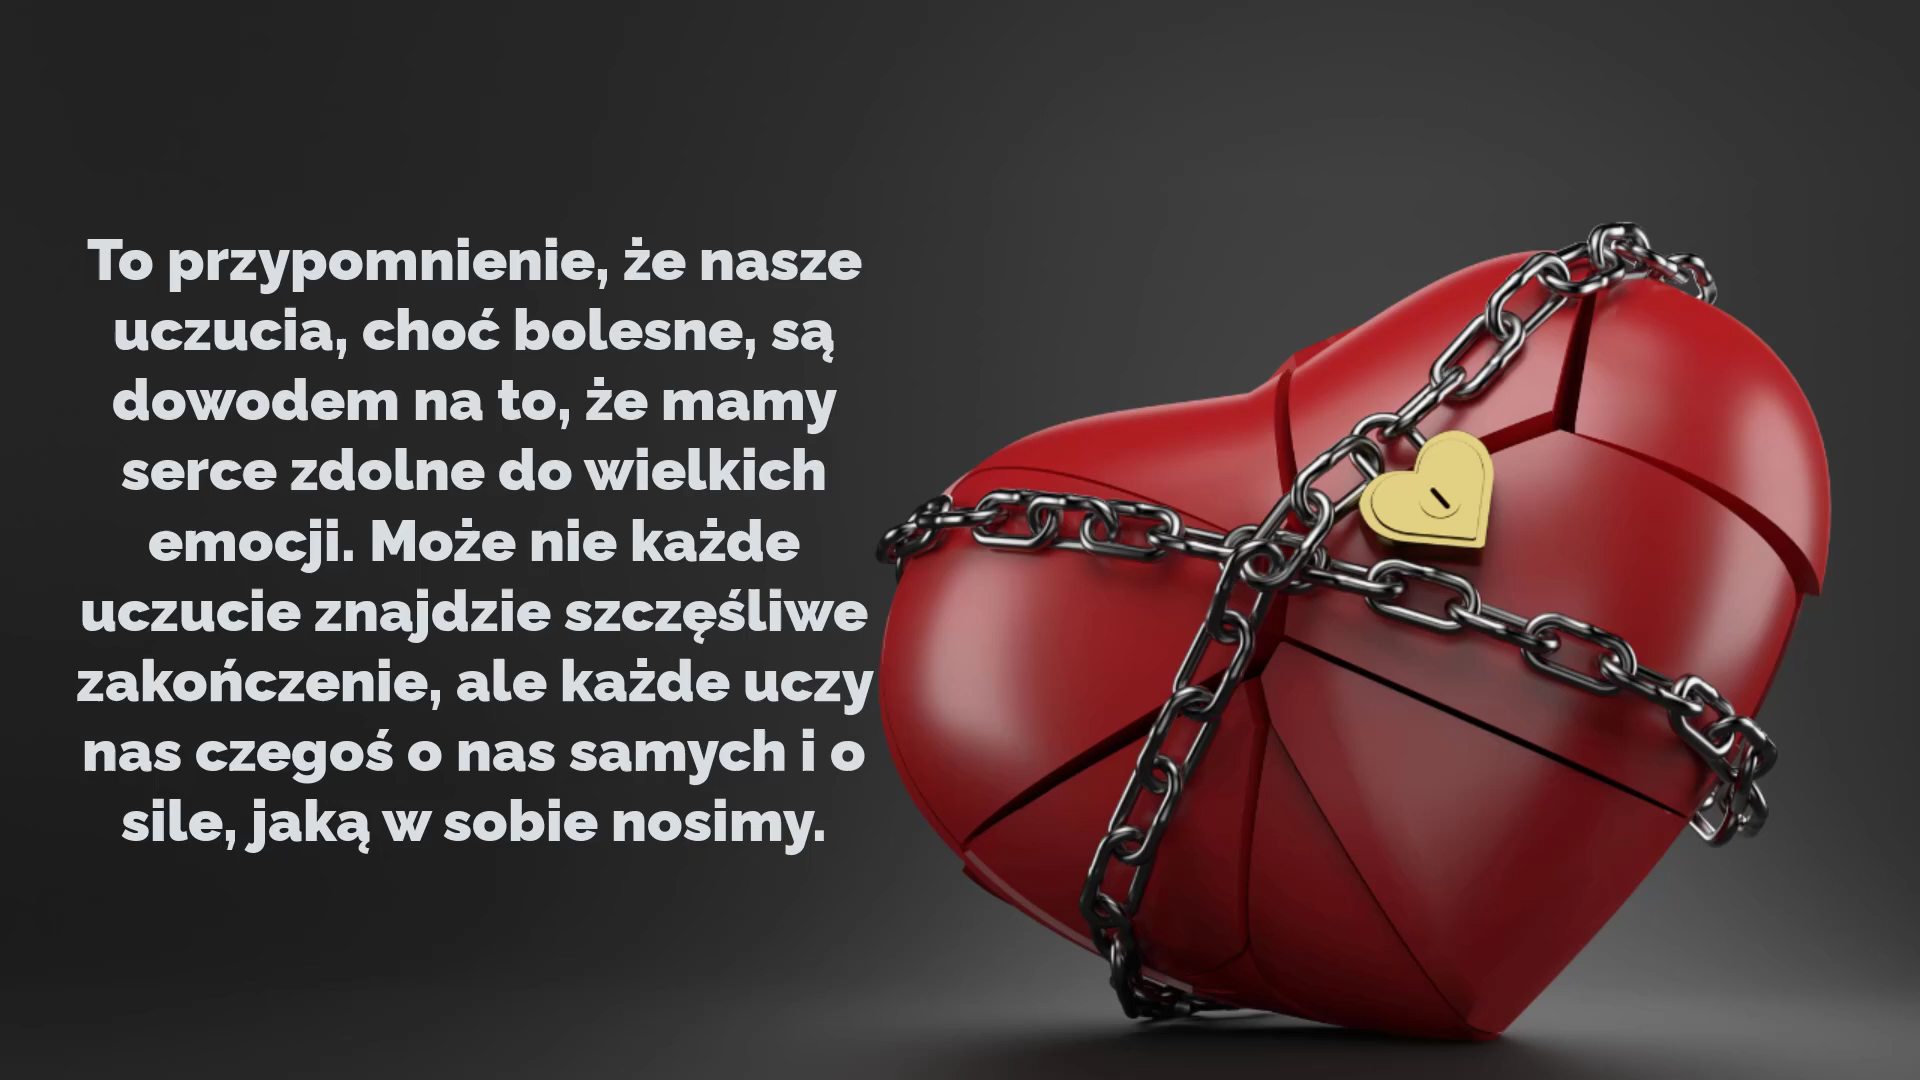 To przypomnienie, że nasze
uczucia, choć bolesne, są
dowodem na to, że mamy
serce zdolne do wielkich
emocji. Może nie każde
uczucie znajdzie szczęśliwe
zakończenie, ale każde uczy
nas czegoś o nas samych i o
sile, jaką w sobie nosimy.